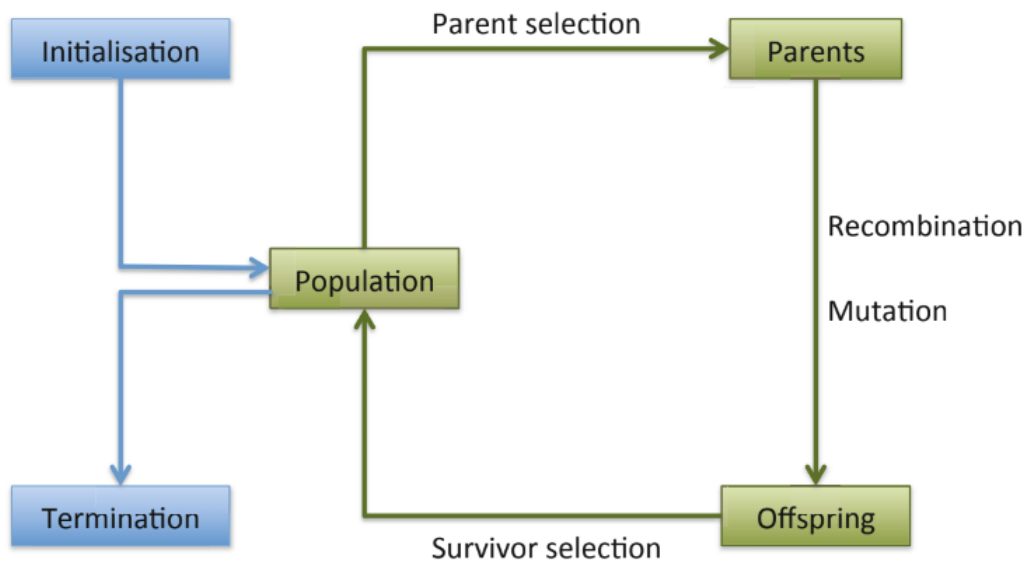 Parent selection
Initialisation
Parents
Recombination
Population
Mutation
Termination
Offspring
Survivor selection